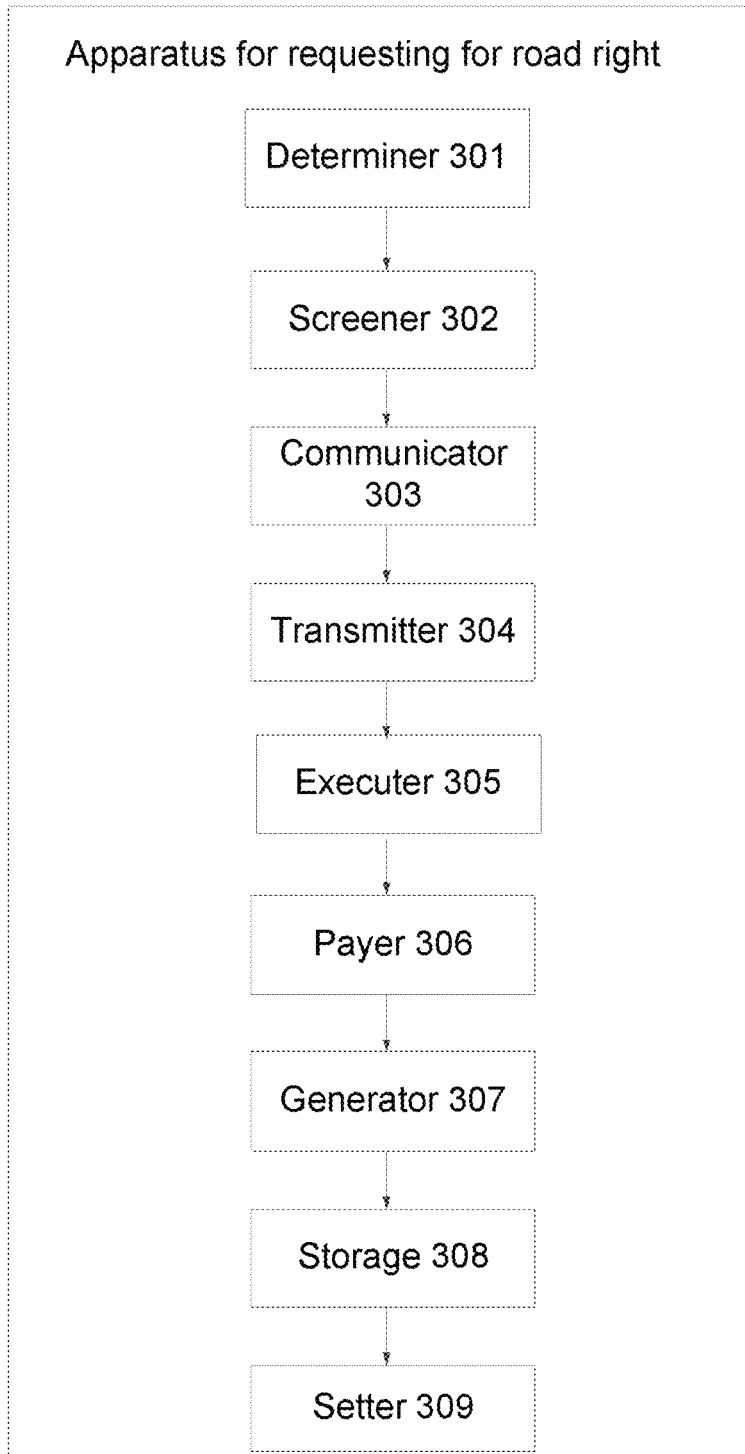 Apparatus for requesting for road right
Determiner 301
Screener 302
Communicator
303
Transmitter 304
Executer 305
Payer 306
Generator 307
Storage 308
Setter 309